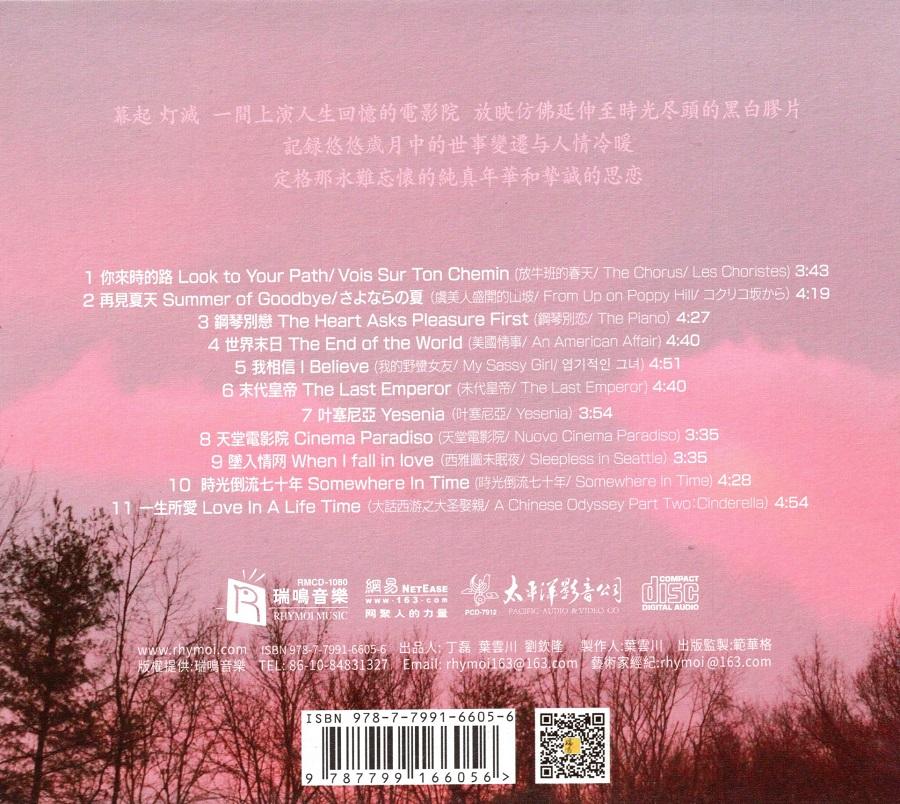 幕起 灯滅 一間上演人生回憶的電影院 放映仿佛延伸至時光尽頭的黑白膠片
記録悠悠歲月中的世事變遷与人情冷暖
定格那永難忘懷的純真年華和摯誠的思恋
1 你來時的路 Look to Your Path/ Vois Sur Ton Chemin (放牛班的春天/ The Chorus/ Les Choristes) 3:43
2 再見夏天 Summer of Goodbye/さよならの夏 (虞美人盛開的山坡/ From Up on Poppy Hill/ コクリコ坂から) 4:19
3 鋼琴別戀 The Heart Asks Pleasure First (鋼琴別恋/ The Piano) 4:27
4 世界末日 The End of the World (美國情事/ An American Affair) 4:40
5 我相信 I Believe (我的野蠻女友/ My Sassy Girl/ 엽기적인 그녀) 4:51
6 末代皇帝 The Last Emperor (末代皇帝/ The Last Emperor) 4:40
7 叶塞尼亞 Yesenia (叶塞尼亞/ Yesenia) 3:54
8 天堂電影院 Cinema Paradiso (天堂電影院/ Nuovo Cinema Paradiso) 3:35
9 墜入情网 When I fall in love (西雅圖未眠夜/ Sleepless in Seattle) 3:35
10 時光倒流七十年 Somewhere In Time (時光倒流七十年/ Somewhere In Time) 4:28
11 一生所愛 Love In A Life Time (大話西游之大圣娶親/ A Chinese Odyssey Part Two:Cinderella) 4:54
RMCD-1080
瑞鳴音樂
RHYMOI MUSIC
網易 NETEASE
www.163.com
网聚人的力量
PCD-7912
太平洋影音公司
PACIFIC AUDIO & VIDEO CO
COMPACT
disc
DIGITAL AUDIO
www.rhymoi.com ISBN 978-7-7991-6605-6 出品人: 丁磊 葉雲川 劉欽隆 製作人:葉雲川 出版監製:範華格
版權提供:瑞鳴音樂 TEL: 86-10-84831327 Email: rhymoi163@163.com 藝術家經紀:rhymoi@163.com
ISBN 978-7-7991-6605-6
9 787799 166056 >